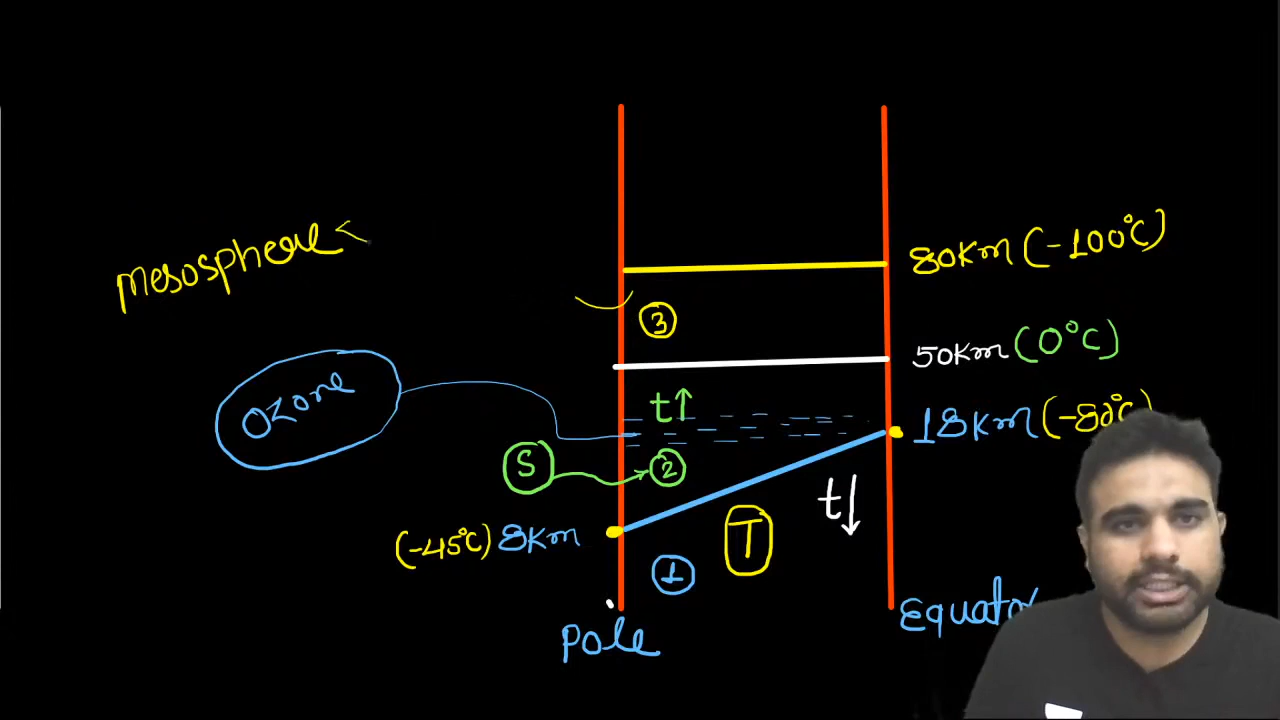 80Km (-100°C)
mesosphere <
3
50Km (0°C)
Ozone
t↑
18Km (-80°C)
S
2
t↓
(-45°C) 8Km
T
1
Equator
Pole